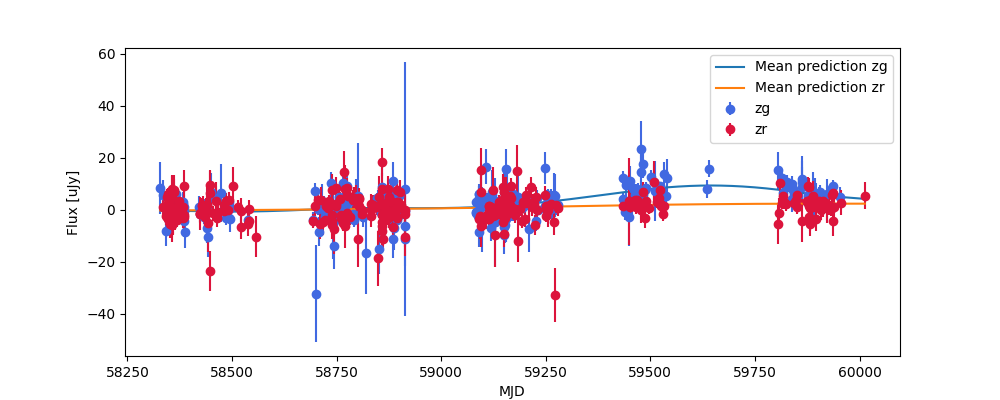 60
40
20
0
−20
−40
Flux [uJy]
58250
58500
58750
59000
59250
59500
59750
60000
MJD
Mean prediction zg
Mean prediction zr
zg
zr